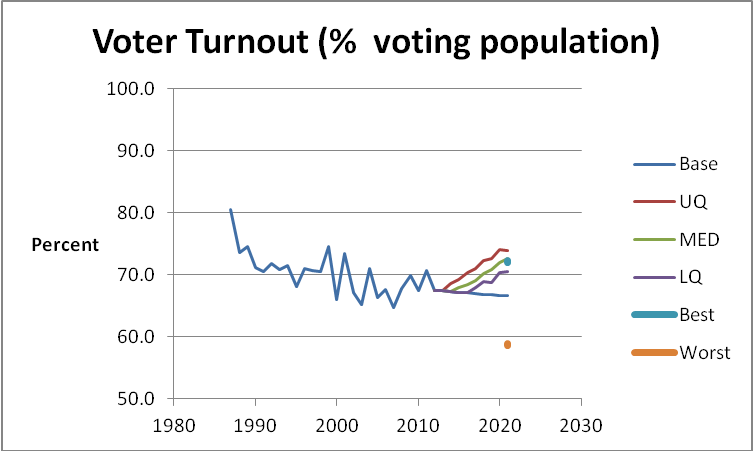 Voter Turnout (%  voting population)
100.0
90.0
80.0
70.0
60.0
50.0
Percent
1980 1990 2000 2010 2020 2030
Base
UQ
MED
LQ
Best
Worst